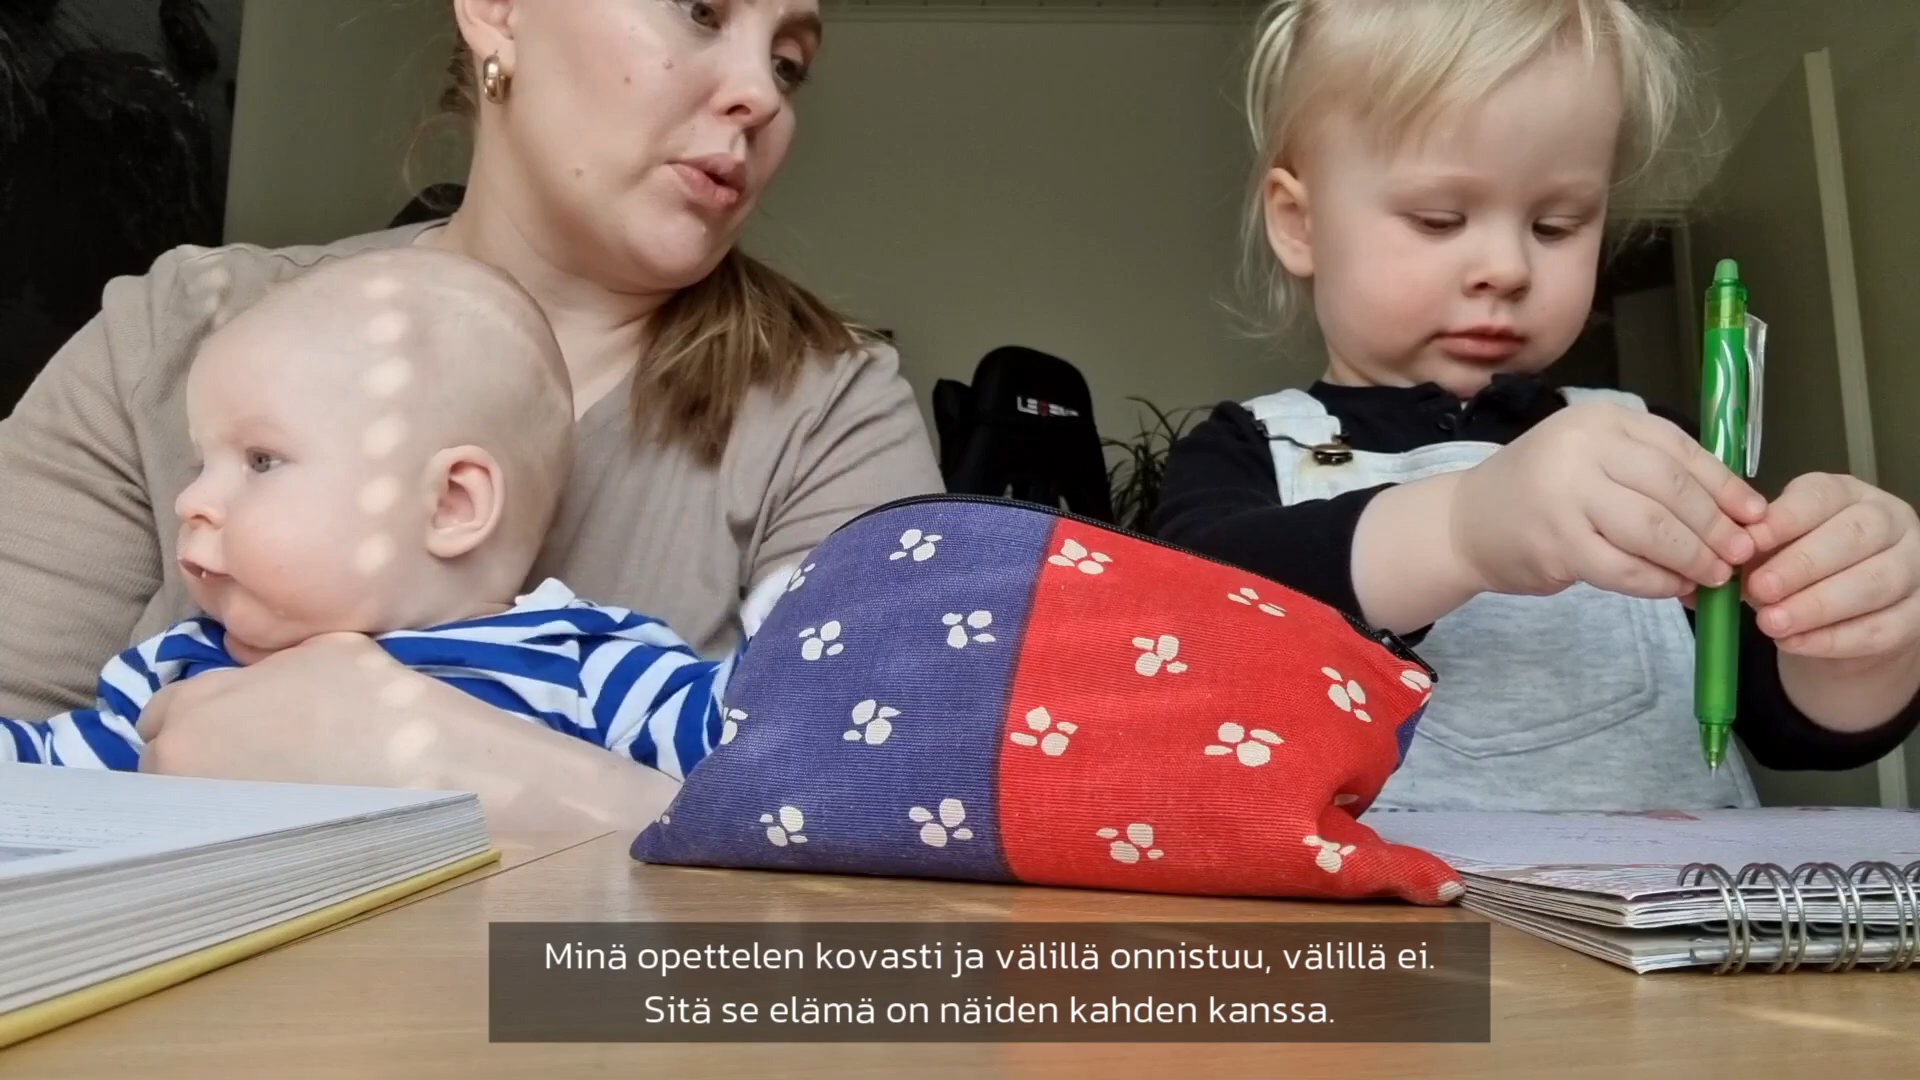 Minä opettelen kovasti ja välillä onnistuu, välillä ei.
Sitä se elämä on näiden kahden kanssa.